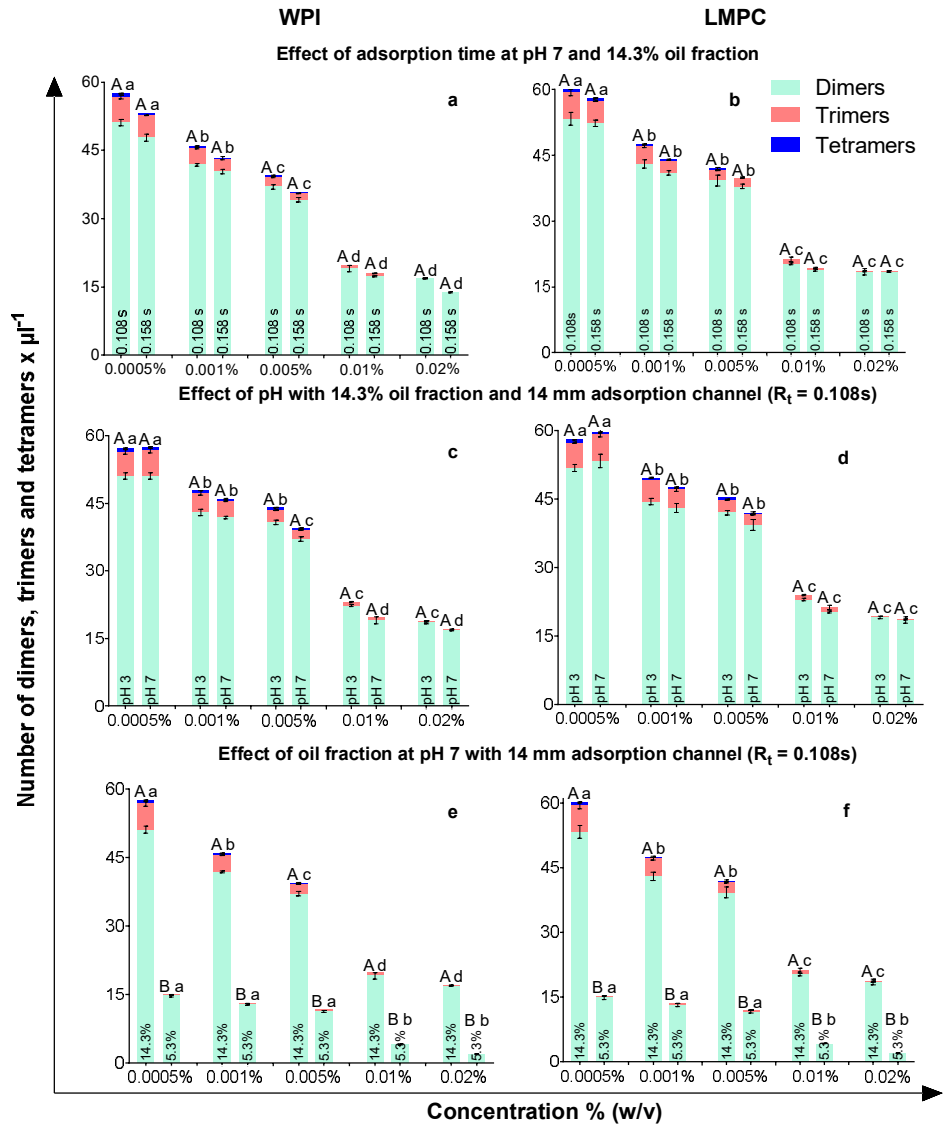 WPI LMPC
Effect of adsorption time at pH 7 and 14.3% oil fraction
Number of dimers, trimers and tetramers x µl⁻¹
60
45
30
15
0
a
A a A a A b A b A c A c A d A d A d A d
0.108 s 0.158 s 0.108 s 0.158 s 0.108 s 0.158 s 0.108 s 0.158 s 0.108 s 0.158 s
0.0005% 0.001% 0.005% 0.01% 0.02%
60
45
30
15
0
b
Dimers
Trimers
Tetramers
A a A a A b A b A b A b A c A c A c A c
0.108s 0.158 s 0.108 s 0.158 s 0.108 s 0.158 s 0.108 s 0.158 s 0.108 s 0.158 s
0.0005% 0.001% 0.005% 0.01% 0.02%
Effect of pH with 14.3% oil fraction and 14 mm adsorption channel (Rt = 0.108s)
60
45
30
15
0
c
A a A a A b A b A b A c A c A d A c A d
pH 3 pH 7 pH 3 pH 7 pH 3 pH 7 pH 3 pH 7 pH 3 pH 7
0.0005% 0.001% 0.005% 0.01% 0.02%
60
45
30
15
0
d
A a A a A b A b A b A b A c A c A c A c
pH 3 pH 7 pH 3 pH 7 pH 3 pH 7 pH 3 pH 7 pH 3 pH 7
0.0005% 0.001% 0.005% 0.01% 0.02%
Effect of oil fraction at pH 7 with 14 mm adsorption channel (Rt = 0.108s)
60
45
30
15
0
e
A a B a A b B a A c B a A d B b A d B b
14.3% 5.3% 14.3% 5.3% 14.3% 5.3% 14.3% 5.3% 14.3% 5.3%
0.0005% 0.001% 0.005% 0.01% 0.02%
60
45
30
15
0
f
A a B a A b B a A b B a A c B b A c B b
14.3% 5.3% 14.3% 5.3% 14.3% 5.3% 14.3% 5.3% 14.3% 5.3%
0.0005% 0.001% 0.005% 0.01% 0.02%
Concentration % (w/v)